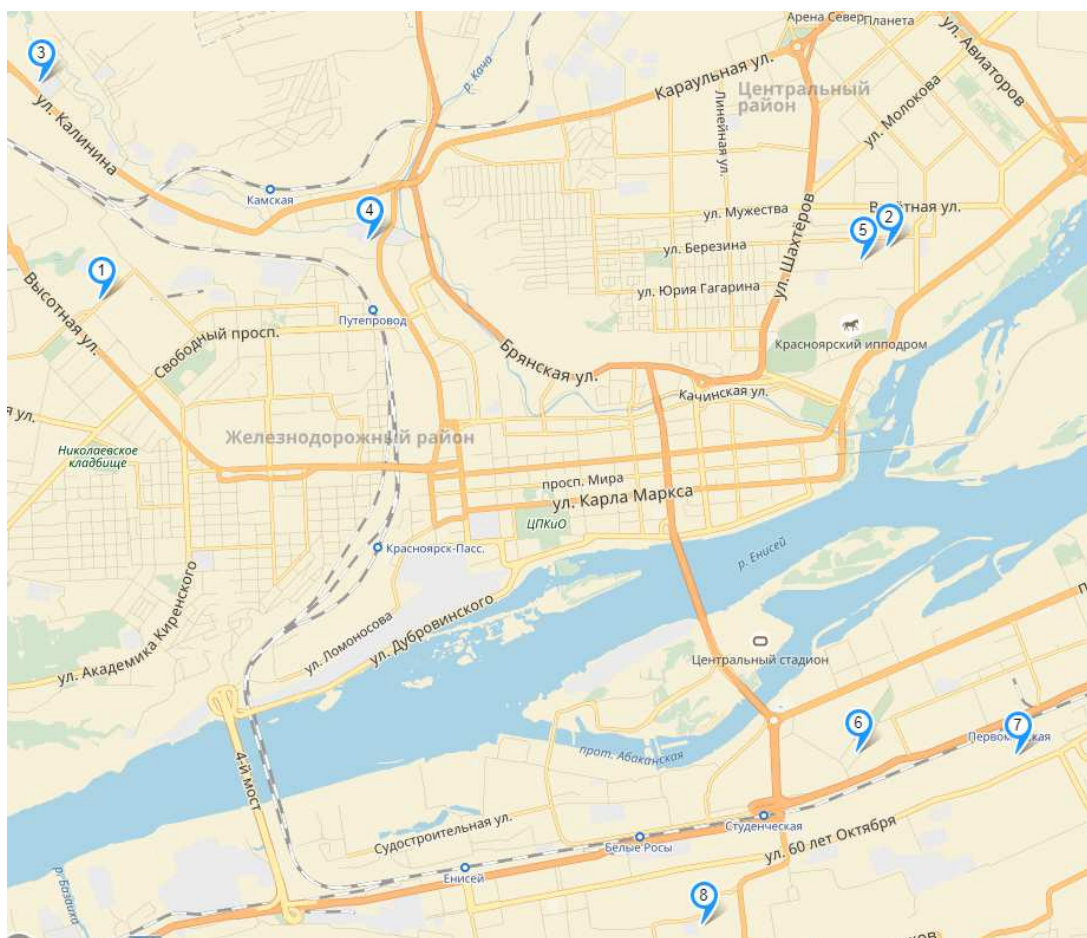 Арена Север
Планета
3
р. Кача
ул. Авиаторов
Караульная ул.
Центральный
район
ул. Калинина
Линейная ул.
ул. Молокова
Камская
4
ул. Мужества
5
2
ул. Березина
ул. Шахтёров
1
ул. Юрия Гагарина
Высотная ул.
Путепровод
Свободный просп.
Красноярский ипподром
Брянская ул.
Качинская ул.
Железнодорожный район
Николаевское
кладбище
просп. Мира
ул. Карла Маркса
ЦПКиО
Красноярск-Пасс.
р. Енисей
ул. Академика Киренского
ул. Ломоносова
ул. Дубровинского
Центральный стадион
6
7
прот. Абаканская
4-й мост
Судостроительная ул.
Студенческая
Белые Росы
ул. 60 лет Октября
Енисей
р. Базаиха
8